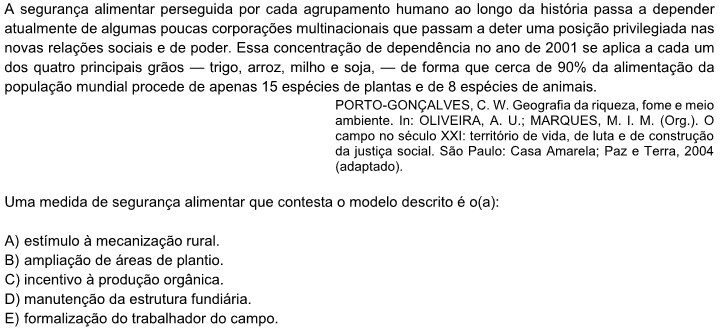 A segurança alimentar perseguida por cada agrupamento humano ao longo da história passa a depender
atualmente de algumas poucas corporações multinacionais que passam a deter uma posição privilegiada nas
novas relações sociais e de poder. Essa concentração de dependência no ano de 2001 se aplica a cada um
dos quatro principais grãos — trigo, arroz, milho e soja, — de forma que cerca de 90% da alimentação da
população mundial procede de apenas 15 espécies de plantas e de 8 espécies de animais.
PORTO-GONÇALVES, C. W. Geografia da riqueza, fome e meio
ambiente. In: OLIVEIRA, A. U.; MARQUES, M. I. M. (Org.). O
campo no século XXI: território de vida, de luta e de construção
da justiça social. São Paulo: Casa Amarela; Paz e Terra, 2004
(adaptado).
Uma medida de segurança alimentar que contesta o modelo descrito é o(a):
A) estímulo à mecanização rural.
B) ampliação de áreas de plantio.
C) incentivo à produção orgânica.
D) manutenção da estrutura fundiária.
E) formalização do trabalhador do campo.